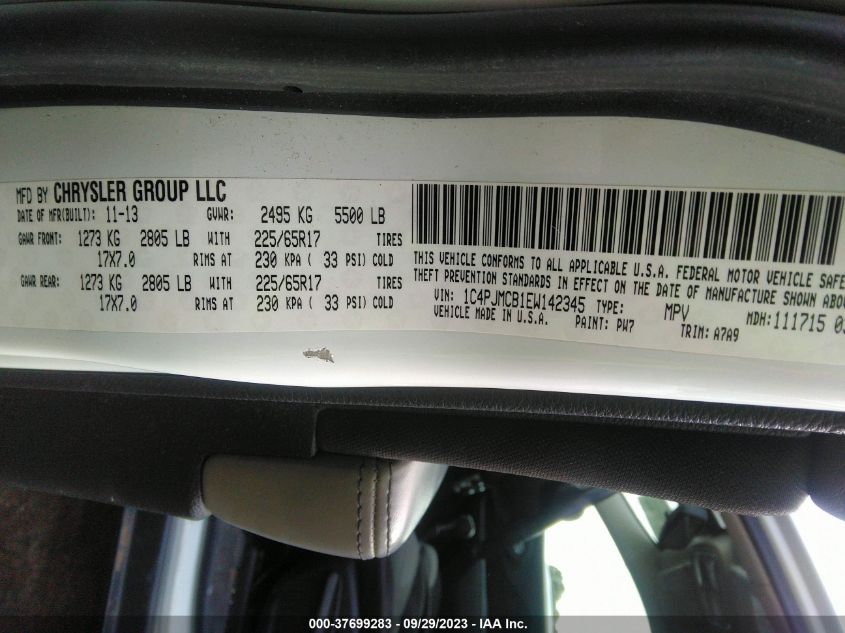 MFD BY CHRYSLER GROUP LLC
DATE OF MFR(BUILT): 11-13 GVWR: 2495 KG 5500 LB
GAWR FRONT: 1273 KG 2805 LB WITH 225/65R17 TIRES
17X7.0 RIMS AT 230 KPA ( 33 PSI) COLD
GAWR REAR: 1273 KG 2805 LB WITH 225/65R17 TIRES
17X7.0 RIMS AT 230 KPA ( 33 PSI) COLD
THIS VEHICLE CONFORMS TO ALL APPLICABLE U.S.A. FEDERAL MOTOR VEHICLE SAFE
THEFT PREVENTION STANDARDS IN EFFECT ON THE DATE OF MANUFACTURE SHOWN ABOV
VIN: 1C4PJMCB1EW142345 TYPE: MPV MDH:111715 03
VEHICLE MADE IN U.S.A. PAINT: PW7 TRIM: A7A9
000-37699283 - 09/29/2023 - IAA Inc.